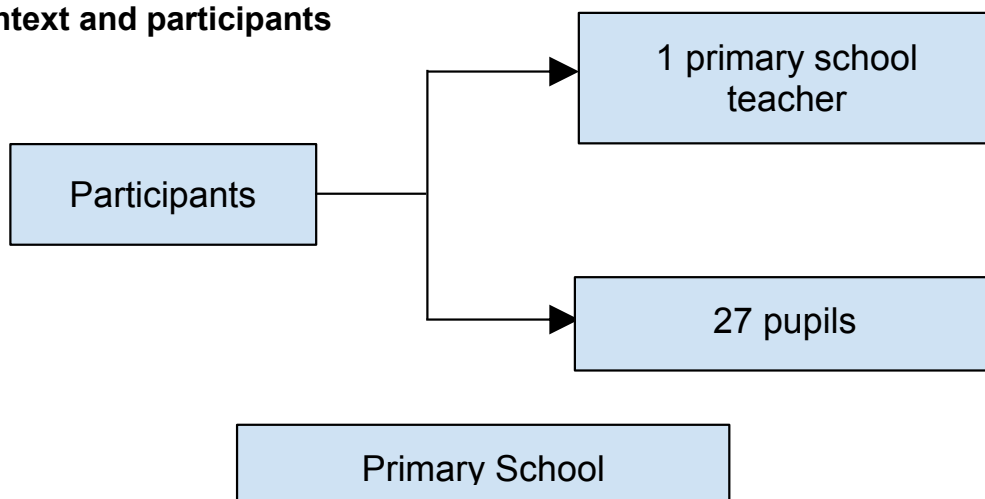 ntext and participants
1 primary school
teacher
Participants
27 pupils
Primary School